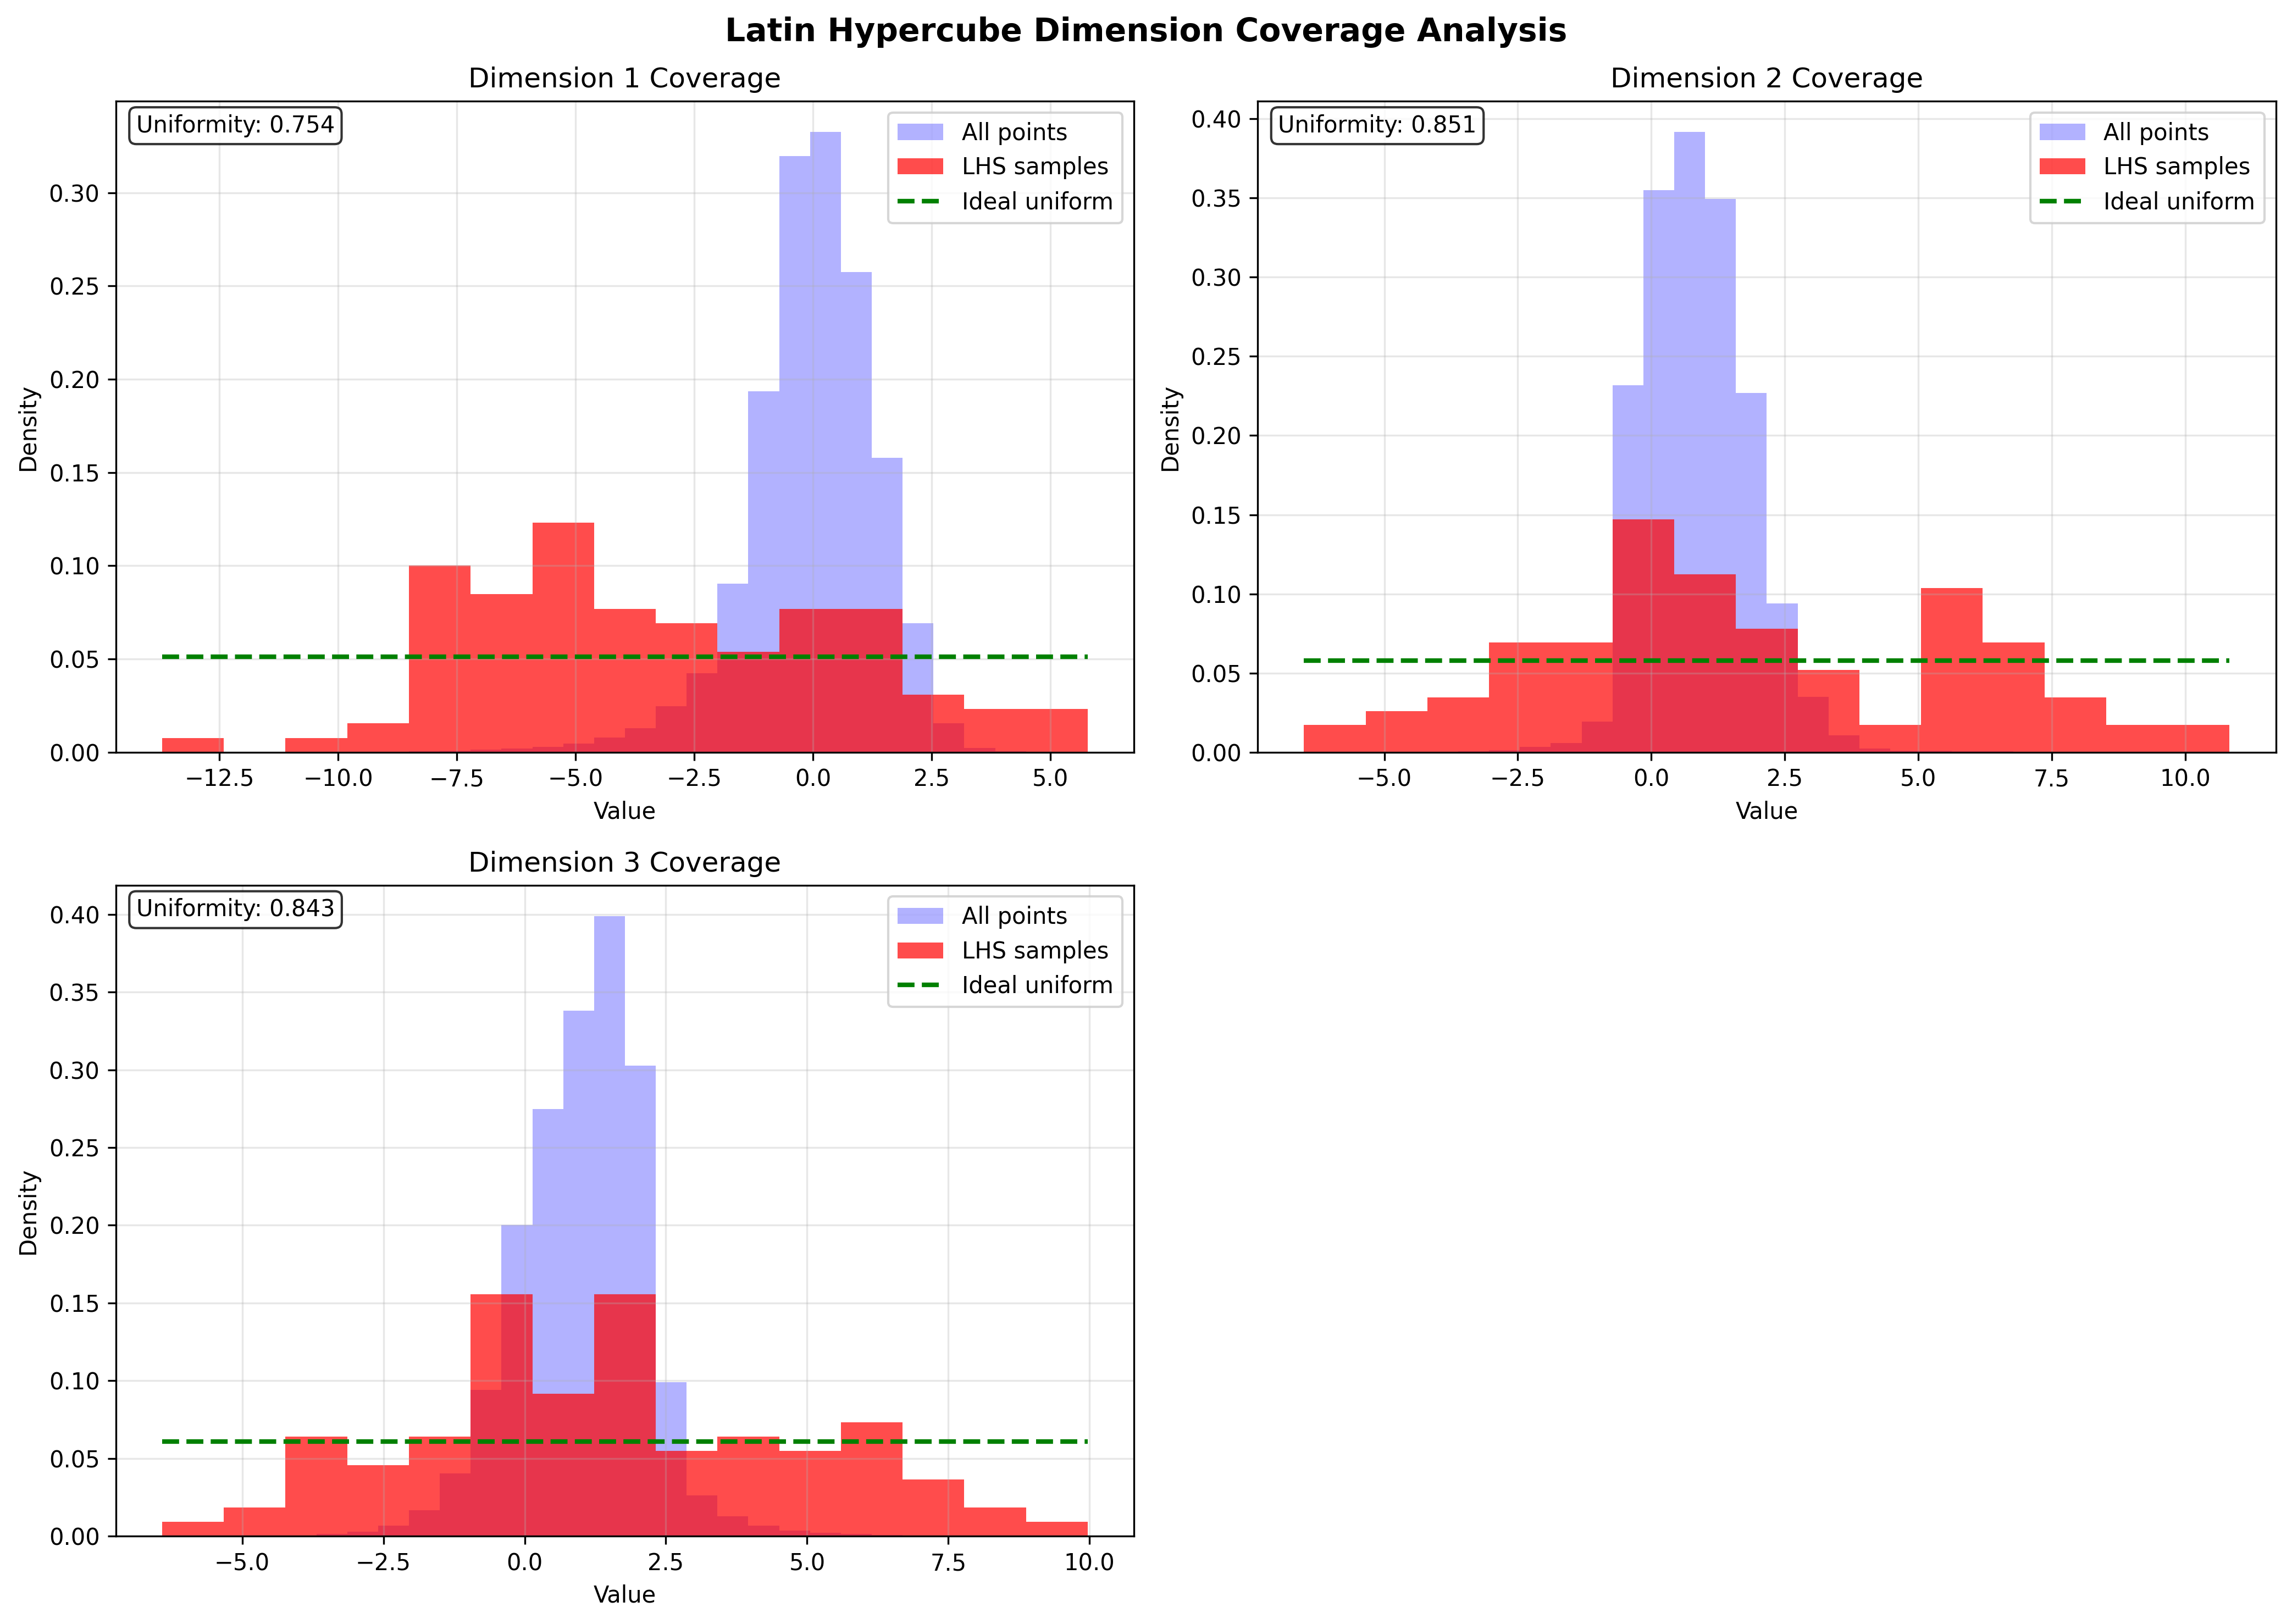 Latin Hypercube Dimension Coverage Analysis
Dimension 1 Coverage
Uniformity: 0.754
All points
LHS samples
Ideal uniform
Density
0.30
0.25
0.20
0.15
0.10
0.05
0.00
−12.5 −10.0 −7.5 −5.0 −2.5 0.0 2.5 5.0
Value
Dimension 2 Coverage
Uniformity: 0.851
All points
LHS samples
Ideal uniform
Density
0.40
0.35
0.30
0.25
0.20
0.15
0.10
0.05
0.00
−5.0 −2.5 0.0 2.5 5.0 7.5 10.0
Value
Dimension 3 Coverage
Uniformity: 0.843
All points
LHS samples
Ideal uniform
Density
0.40
0.35
0.30
0.25
0.20
0.15
0.10
0.05
0.00
−5.0 −2.5 0.0 2.5 5.0 7.5 10.0
Value